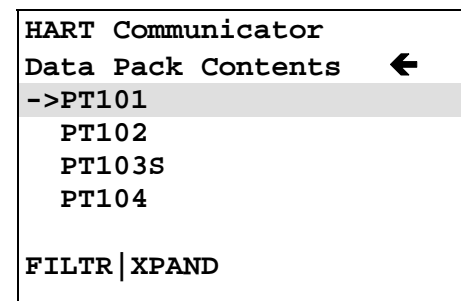 HART Communicator
Data Pack Contents 🡸
->PT101
PT102
PT103S
PT104
FILTR|XPAND